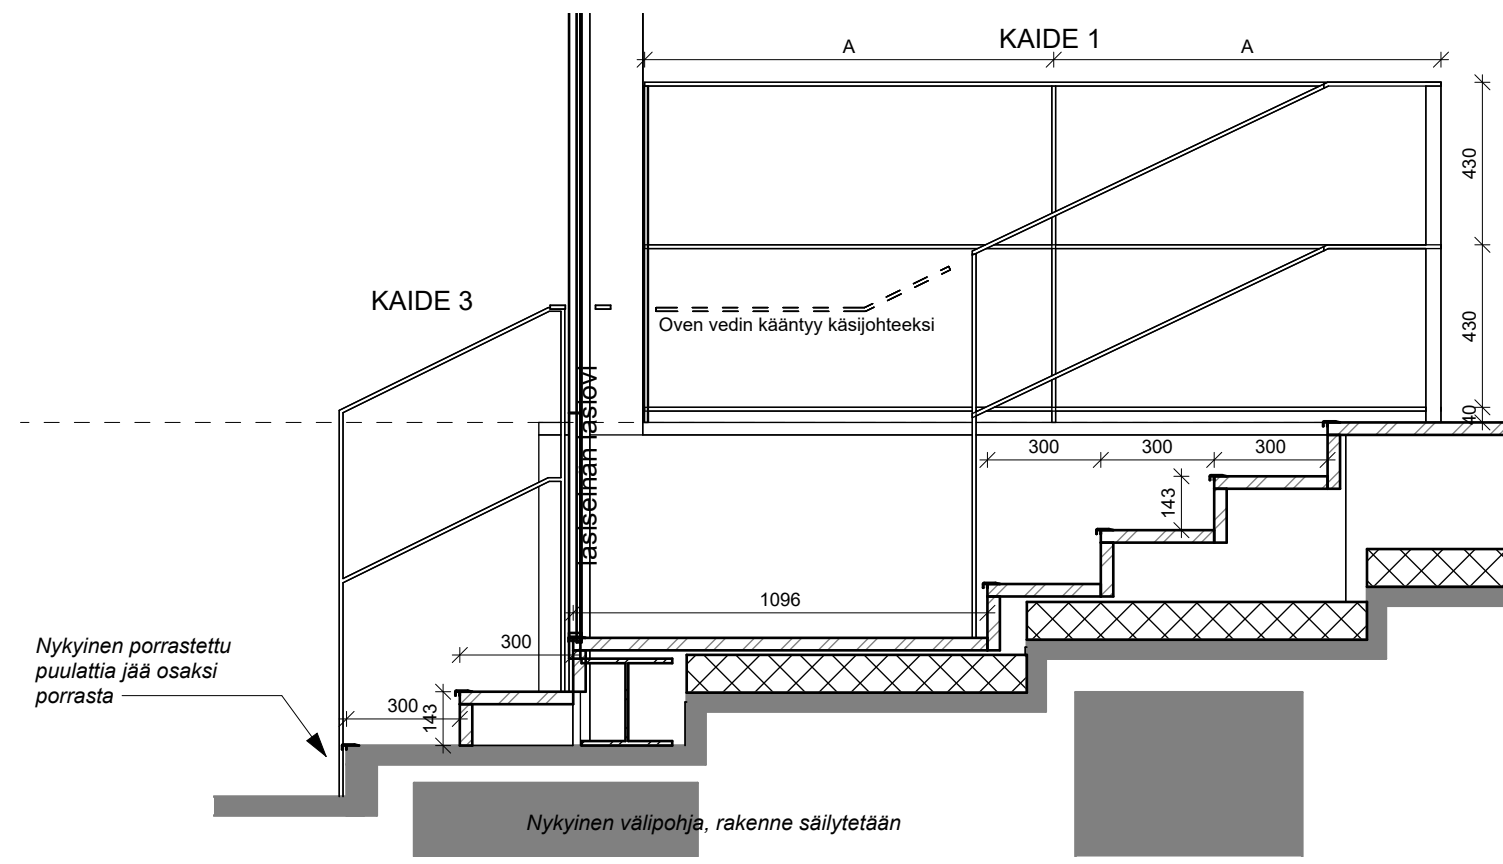 A
KAIDE 1
A
430
KAIDE 3
Oven vedin kääntyy käsijohteeksi
430
lasiseinän lasiovi
40
300
300
300
143
1096
Nykyinen porrastettu
puulattia jää osaksi
porrasta
300
300
143
Nykyinen välipohja, rakenne säilytetään